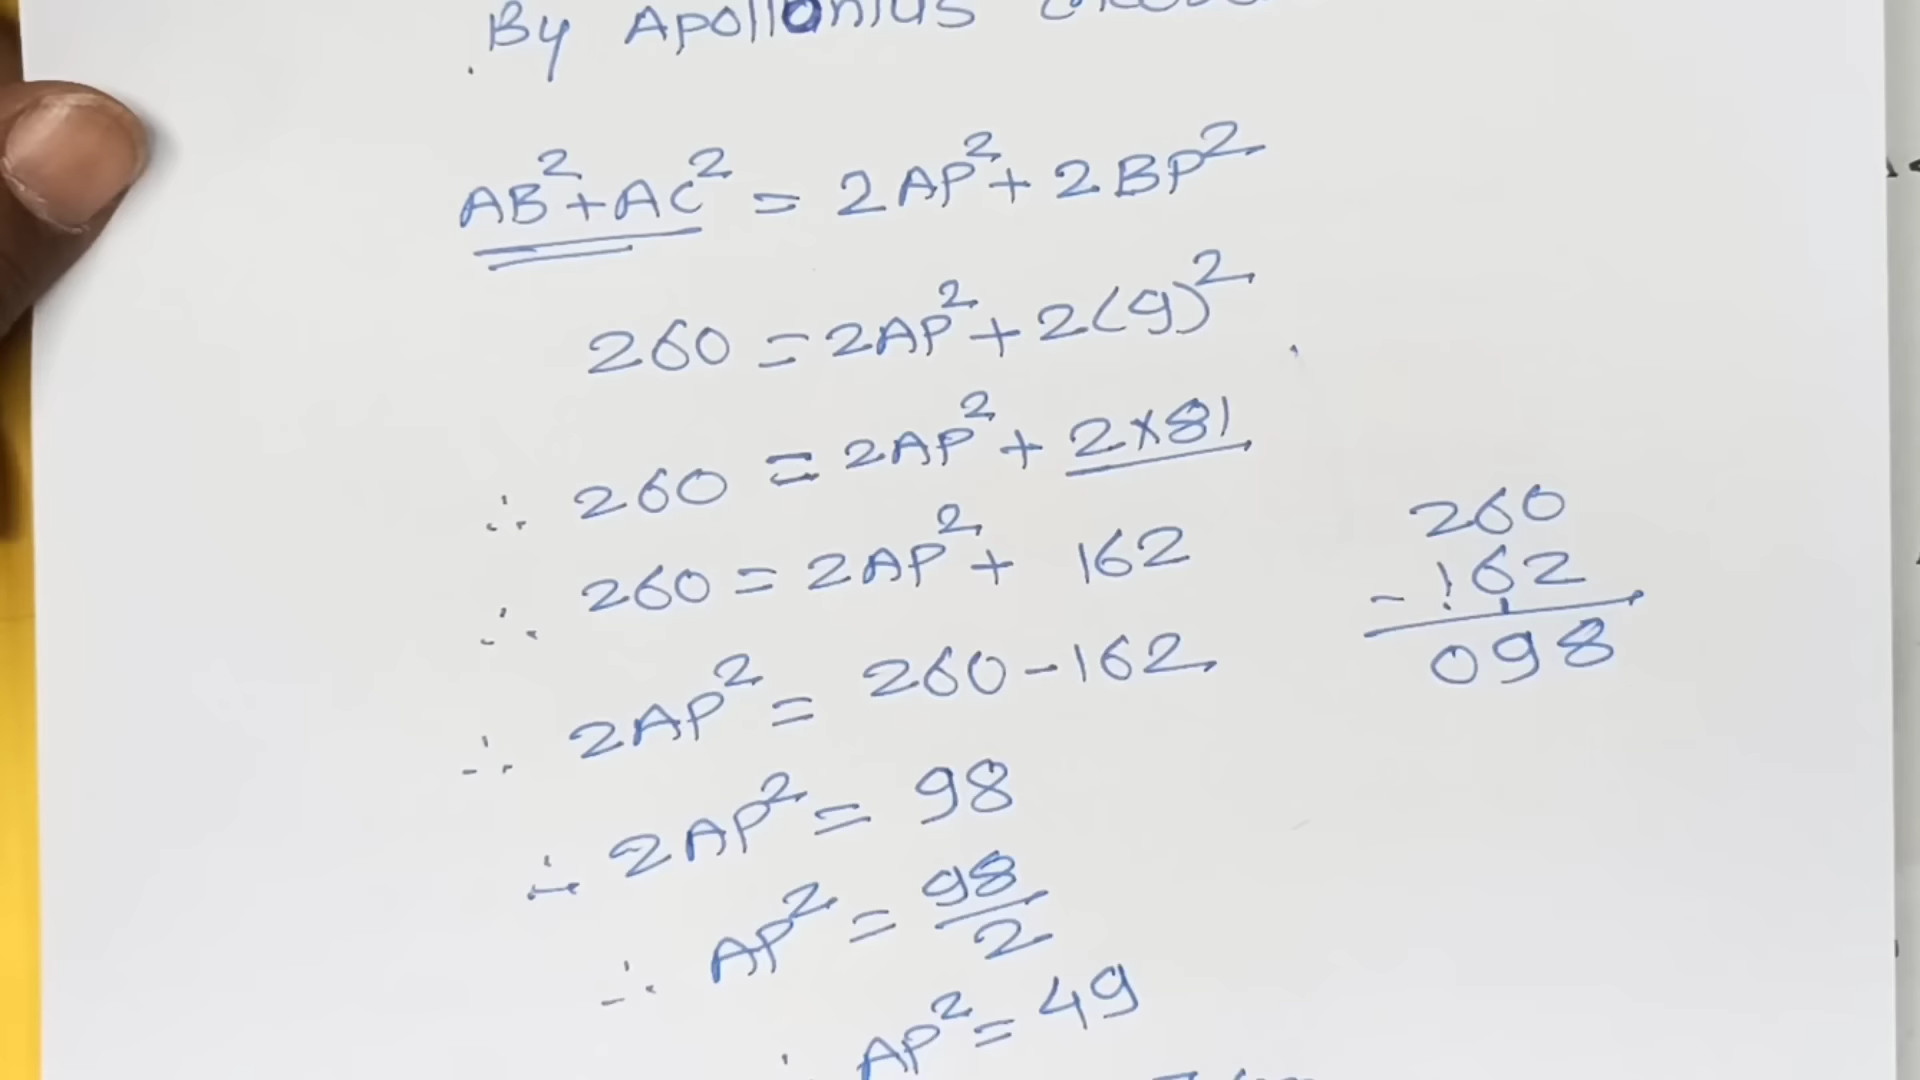 By Apollonius
AB²+AC² = 2AP²+2BP²
260 = 2AP²+2(9)²
∴ 260 = 2AP²+2×81
∴ 260 = 2AP²+ 162
∴ 2AP² = 260-162
∴ 2AP² = 98
∴ AP² = 98/2
∴ AP² = 49
260
- 162
098